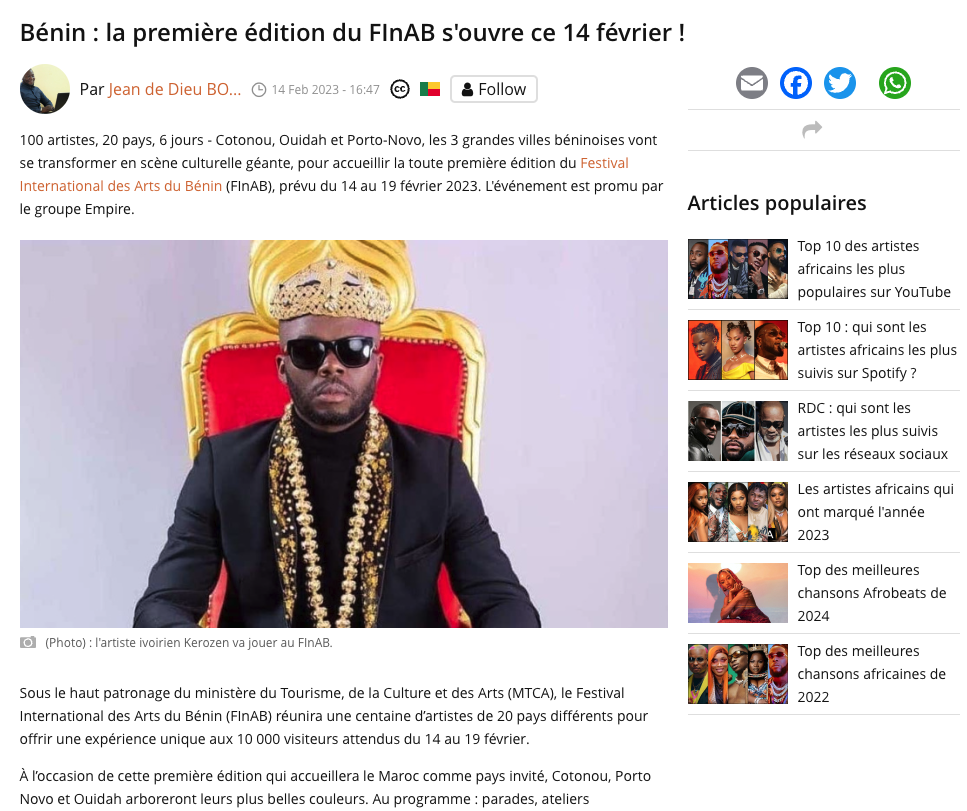 Bénin : la première édition du FInAB s'ouvre ce 14 février !
Par Jean de Dieu BO...
14 Feb 2023 - 16:47
cc
Follow
100 artistes, 20 pays, 6 jours - Cotonou, Ouidah et Porto-Novo, les 3 grandes villes béninoises vont
se transformer en scène culturelle géante, pour accueillir la toute première édition du Festival
International des Arts du Bénin (FInAB), prévu du 14 au 19 février 2023. L'événement est promu par
le groupe Empire.
(Photo) : l'artiste ivoirien Kerozen va jouer au FInAB.
Sous le haut patronage du ministère du Tourisme, de la Culture et des Arts (MTCA), le Festival
International des Arts du Bénin (FInAB) réunira une centaine d’artistes de 20 pays différents pour
offrir une expérience unique aux 10 000 visiteurs attendus du 14 au 19 février.
À l’occasion de cette première édition qui accueillera le Maroc comme pays invité, Cotonou, Porto
Novo et Ouidah arboreront leurs plus belles couleurs. Au programme : parades, ateliers
Articles populaires
Top 10 des artistes
africains les plus
populaires sur YouTube
Top 10 : qui sont les
artistes africains les plus
suivis sur Spotify ?
RDC : qui sont les
artistes les plus suivis
sur les réseaux sociaux
Les artistes africains qui
ont marqué l'année
2023
Top des meilleures
chansons Afrobeats de
2024
Top des meilleures
chansons africaines de
2022